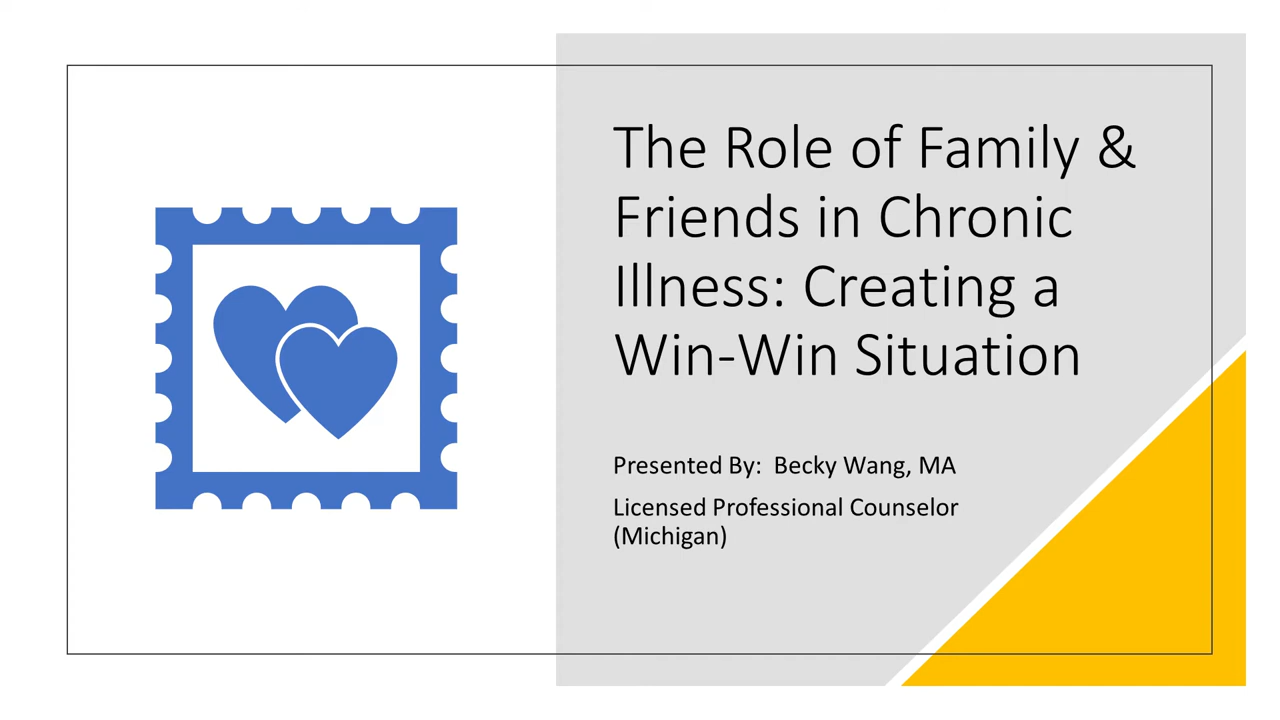 The Role of Family &
Friends in Chronic
Illness: Creating a
Win-Win Situation
Presented By:  Becky Wang, MA
Licensed Professional Counselor
(Michigan)